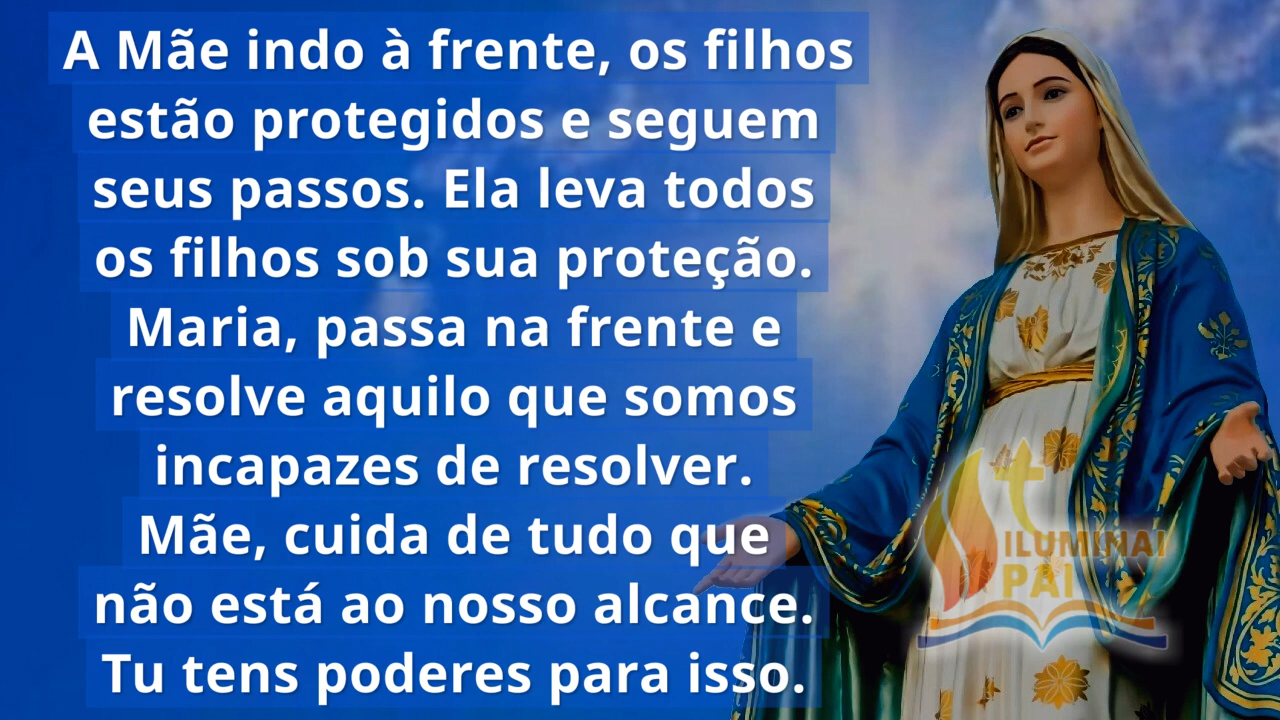 A Mãe indo à frente, os filhos
estão protegidos e seguem
seus passos. Ela leva todos
os filhos sob sua proteção.
Maria, passa na frente e
resolve aquilo que somos
incapazes de resolver.
Mãe, cuida de tudo que
não está ao nosso alcance.
Tu tens poderes para isso.
ILUMINAI
PAI